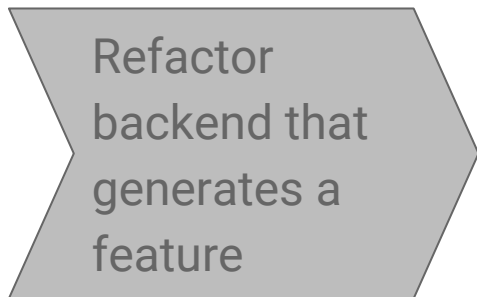 Refactor
backend that
generates a
feature